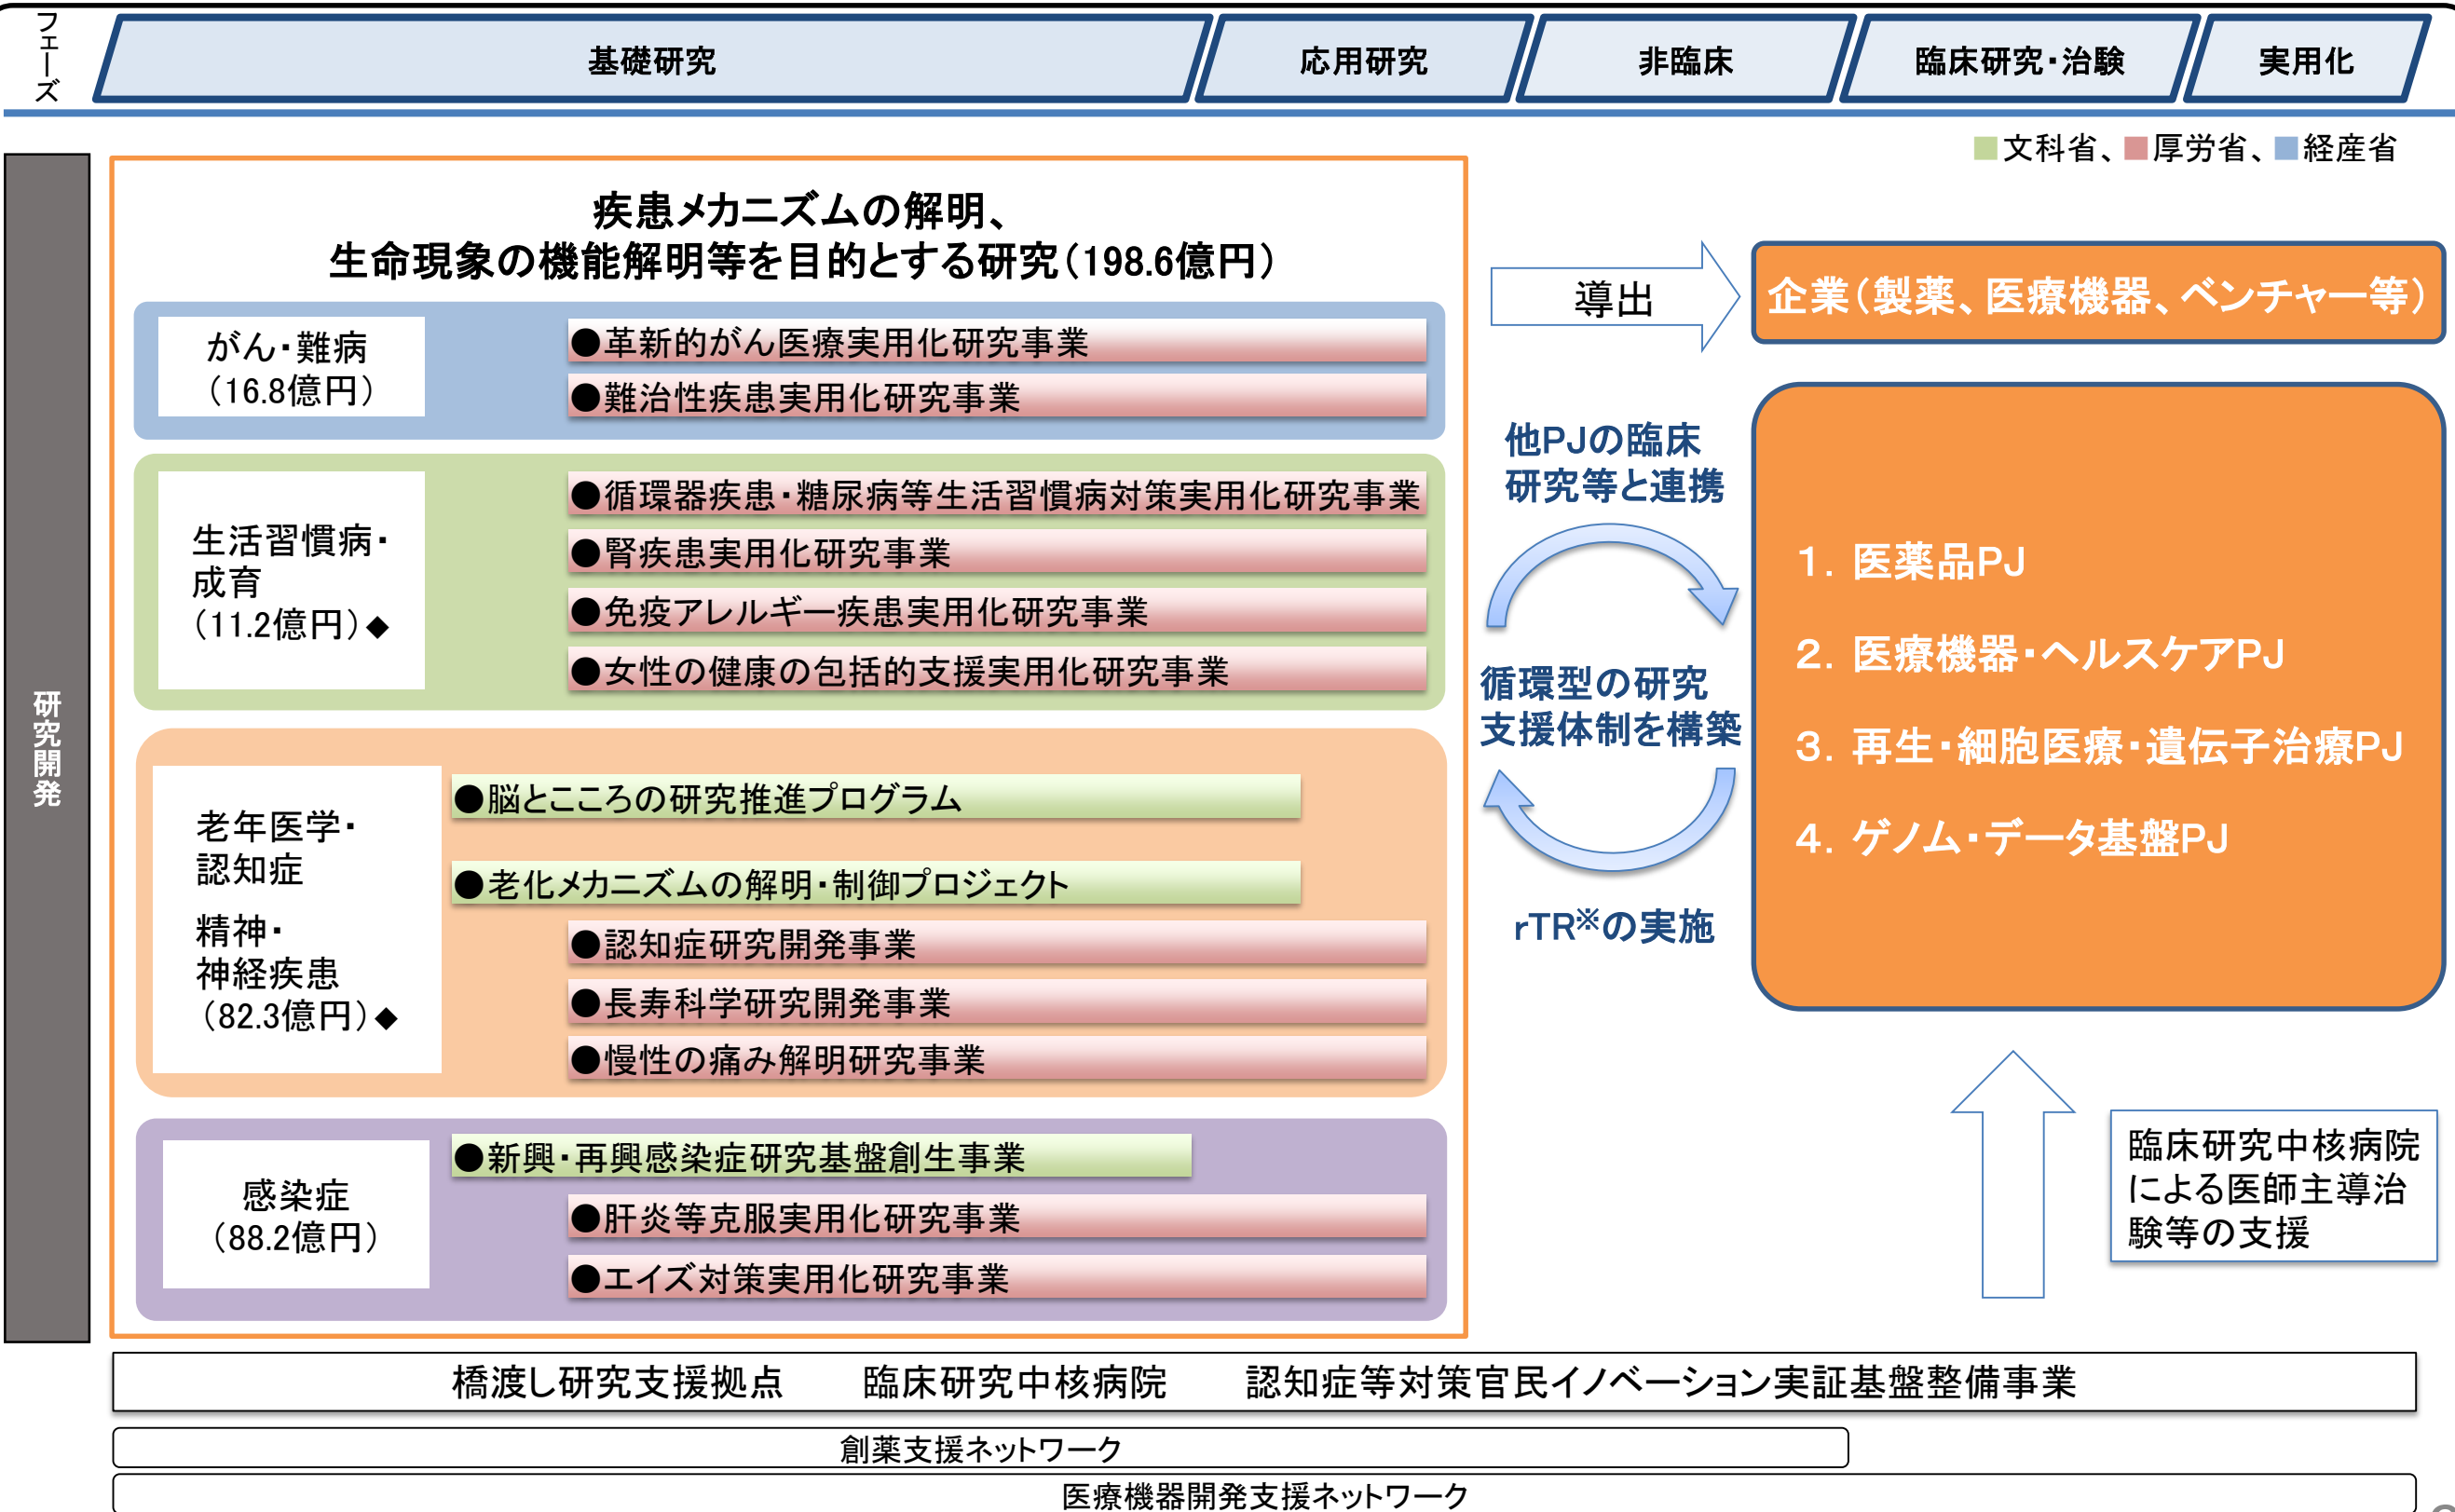 フェーズ
基礎研究
応用研究
非臨床
臨床研究・治験
実用化
■文科省、■厚労省、■経産省
研究開発
疾患メカニズムの解明、
生命現象の機能解明等を目的とする研究（198.6億円）
がん・難病
（16.8億円）
●革新的がん医療実用化研究事業
●難治性疾患実用化研究事業
生活習慣病・
成育
（11.2億円）◆
●循環器疾患・糖尿病等生活習慣病対策実用化研究事業
●腎疾患実用化研究事業
●免疫アレルギー疾患実用化研究事業
●女性の健康の包括的支援実用化研究事業
老年医学・
認知症
精神・
神経疾患
（82.3億円）◆
●脳とこころの研究推進プログラム
●老化メカニズムの解明・制御プロジェクト
●認知症研究開発事業
●長寿科学研究開発事業
●慢性の痛み解明研究事業
感染症
（88.2億円）
●新興・再興感染症研究基盤創生事業
●肝炎等克服実用化研究事業
●エイズ対策実用化研究事業
導出
企業（製薬、医療機器、ベンチャー等）
他PJの臨床
研究等と連携
循環型の研究
支援体制を構築
rTR※の実施
1. 医薬品PJ
2. 医療機器・ヘルスケアPJ
3. 再生・細胞医療・遺伝子治療PJ
4. ゲノム・データ基盤PJ
臨床研究中核病院
による医師主導治
験等の支援
橋渡し研究支援拠点 臨床研究中核病院 認知症等対策官民イノベーション実証基盤整備事業
創薬支援ネットワーク
医療機器開発支援ネットワーク